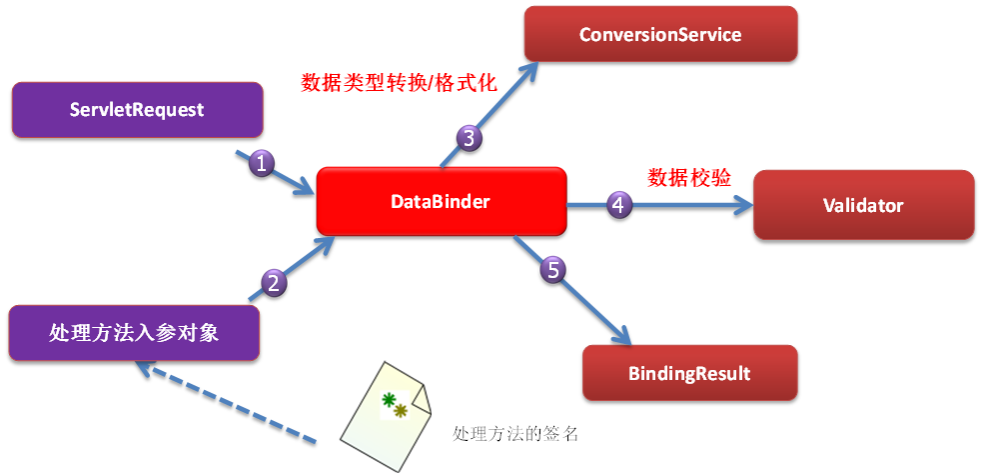 ConversionService
数据类型转换/格式化
ServletRequest
3
1
数据校验
DataBinder
4
Validator
2
5
处理方法入参对象
BindingResult
处理方法的签名